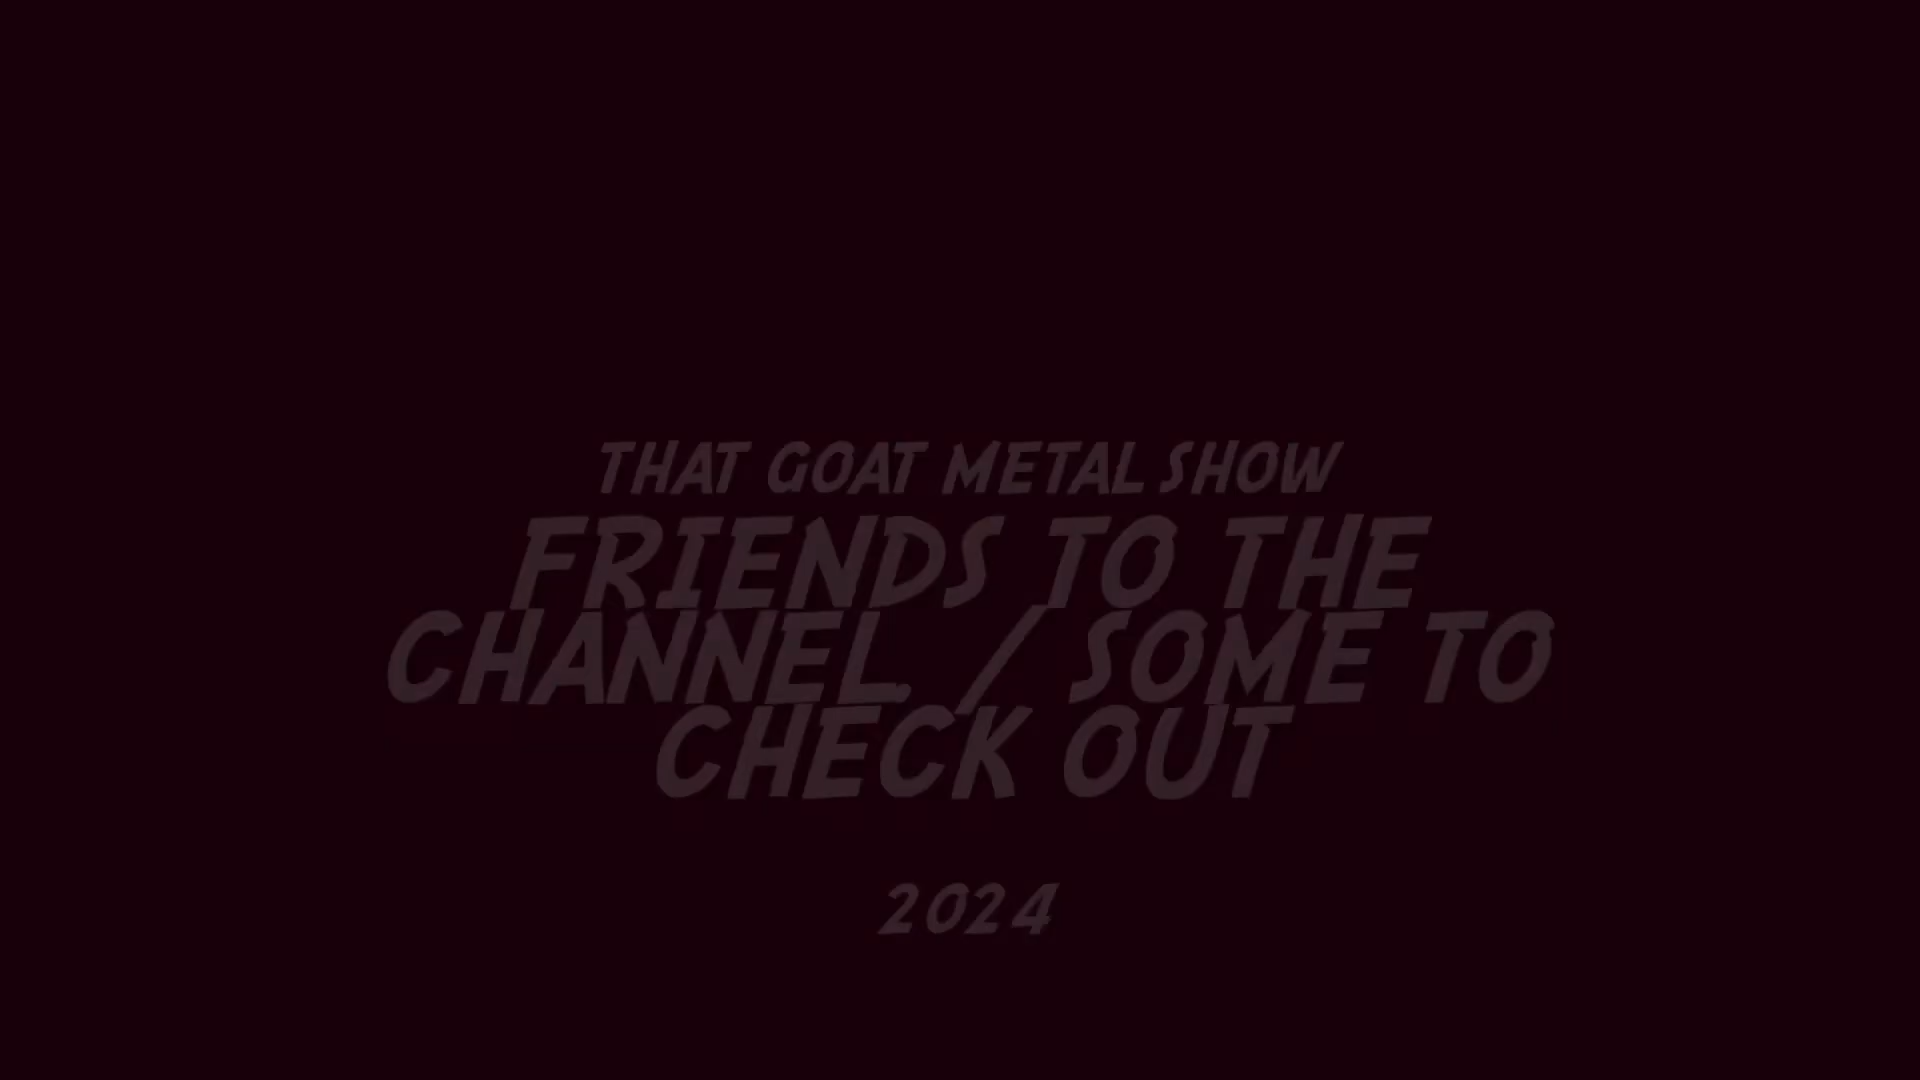 THAT GOAT METAL SHOW
FRIENDS TO THE
CHANNEL / SOME TO
CHECK OUT
2024